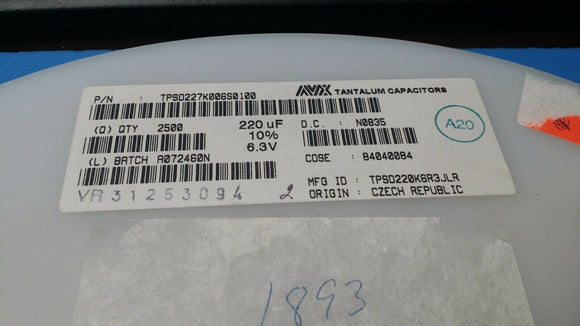 P/N : TPSD227K006S0100
AVX TANTALUM CAPACITORS
(Q) QTY 2500
220 uF
10%
6.3V
D.C. : N0835
A20
(L) BATCH A072460N
COSE : 84040084
MFG ID : TPSD220K6R3JLR
ORIGIN : CZECH REPUBLIC
VR31253094 2
1893